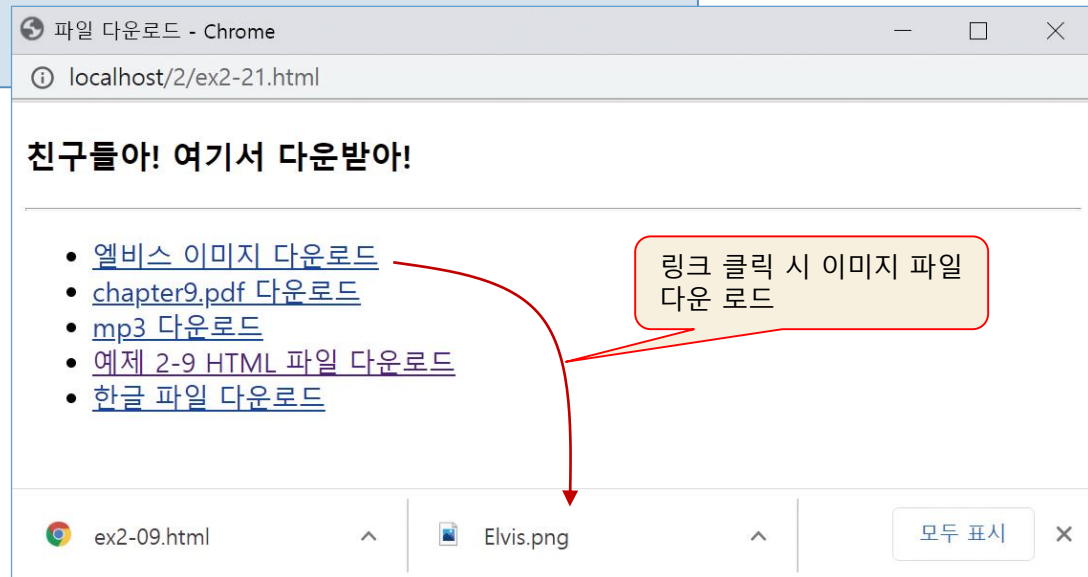 파일 다운로드 - Chrome
localhost/2/ex2-21.html
친구들아! 여기서 다운받아!
엘비스 이미지 다운로드
chapter9.pdf 다운로드
mp3 다운로드
예제 2-9 HTML 파일 다운로드
한글 파일 다운로드
링크 클릭 시 이미지 파일
다운 로드
ex2-09.html
Elvis.png
모두 표시